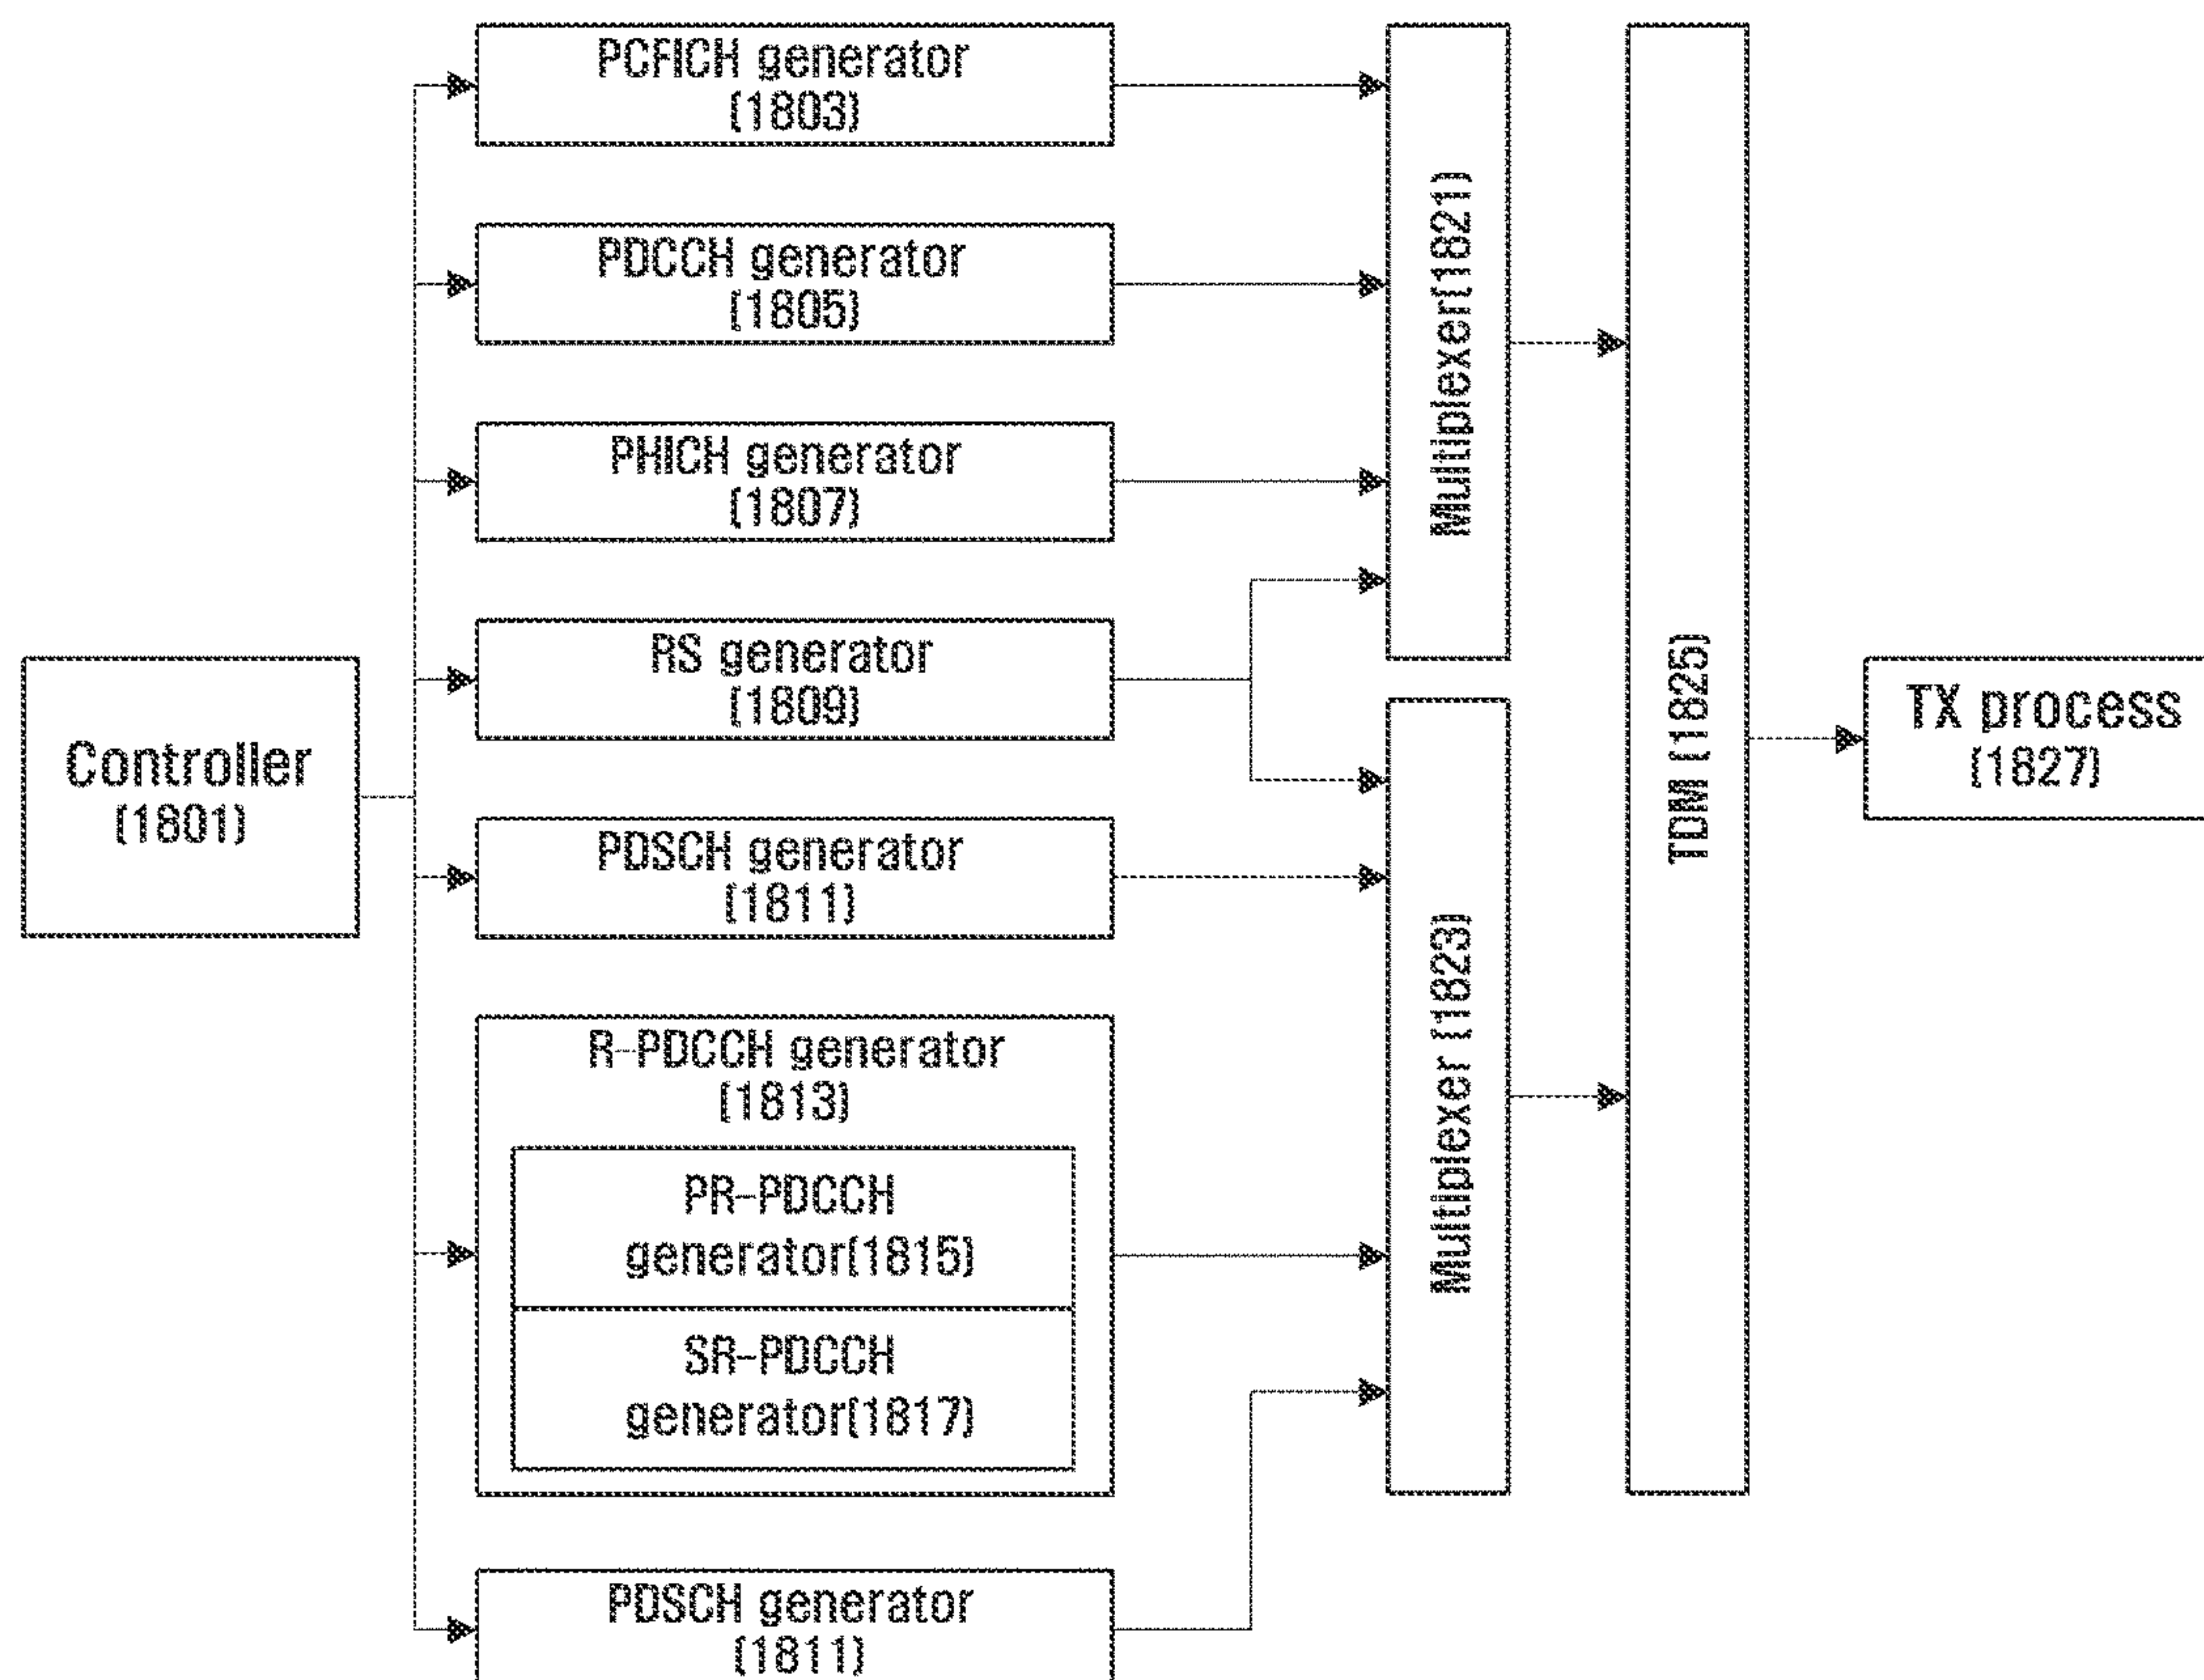 PCFICH generator
(1803)
PDCCH generator
(1805)
PHICH generator
(1807)
RS generator
(1809)
Controller
(1801)
PDSCH generator
(1811)
R-PDCCH generator
(1813)
PR-PDCCH
generator(1815)
SR-PDCCH
generator(1817)
PDSCH generator
(1811)
Multiplexer(1821)
Multiplexer (1823)
TDM (1825)
TX process
(1827)